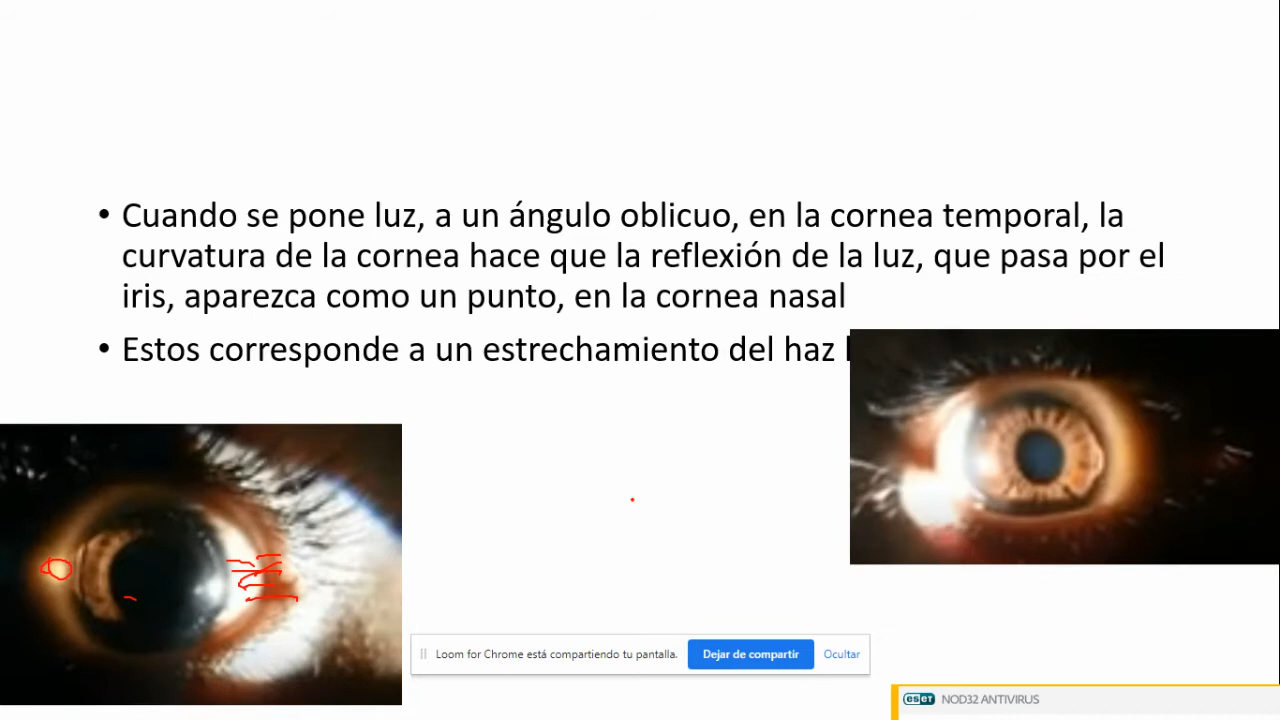 • Cuando se pone luz, a un ángulo oblicuo, en la cornea temporal, la
curvatura de la cornea hace que la reflexión de la luz, que pasa por el
iris, aparezca como un punto, en la cornea nasal
• Estos corresponde a un estrechamiento del haz
Loom for Chrome está compartiendo tu pantalla. Dejar de compartir Ocultar
eset NOD32 ANTIVIRUS